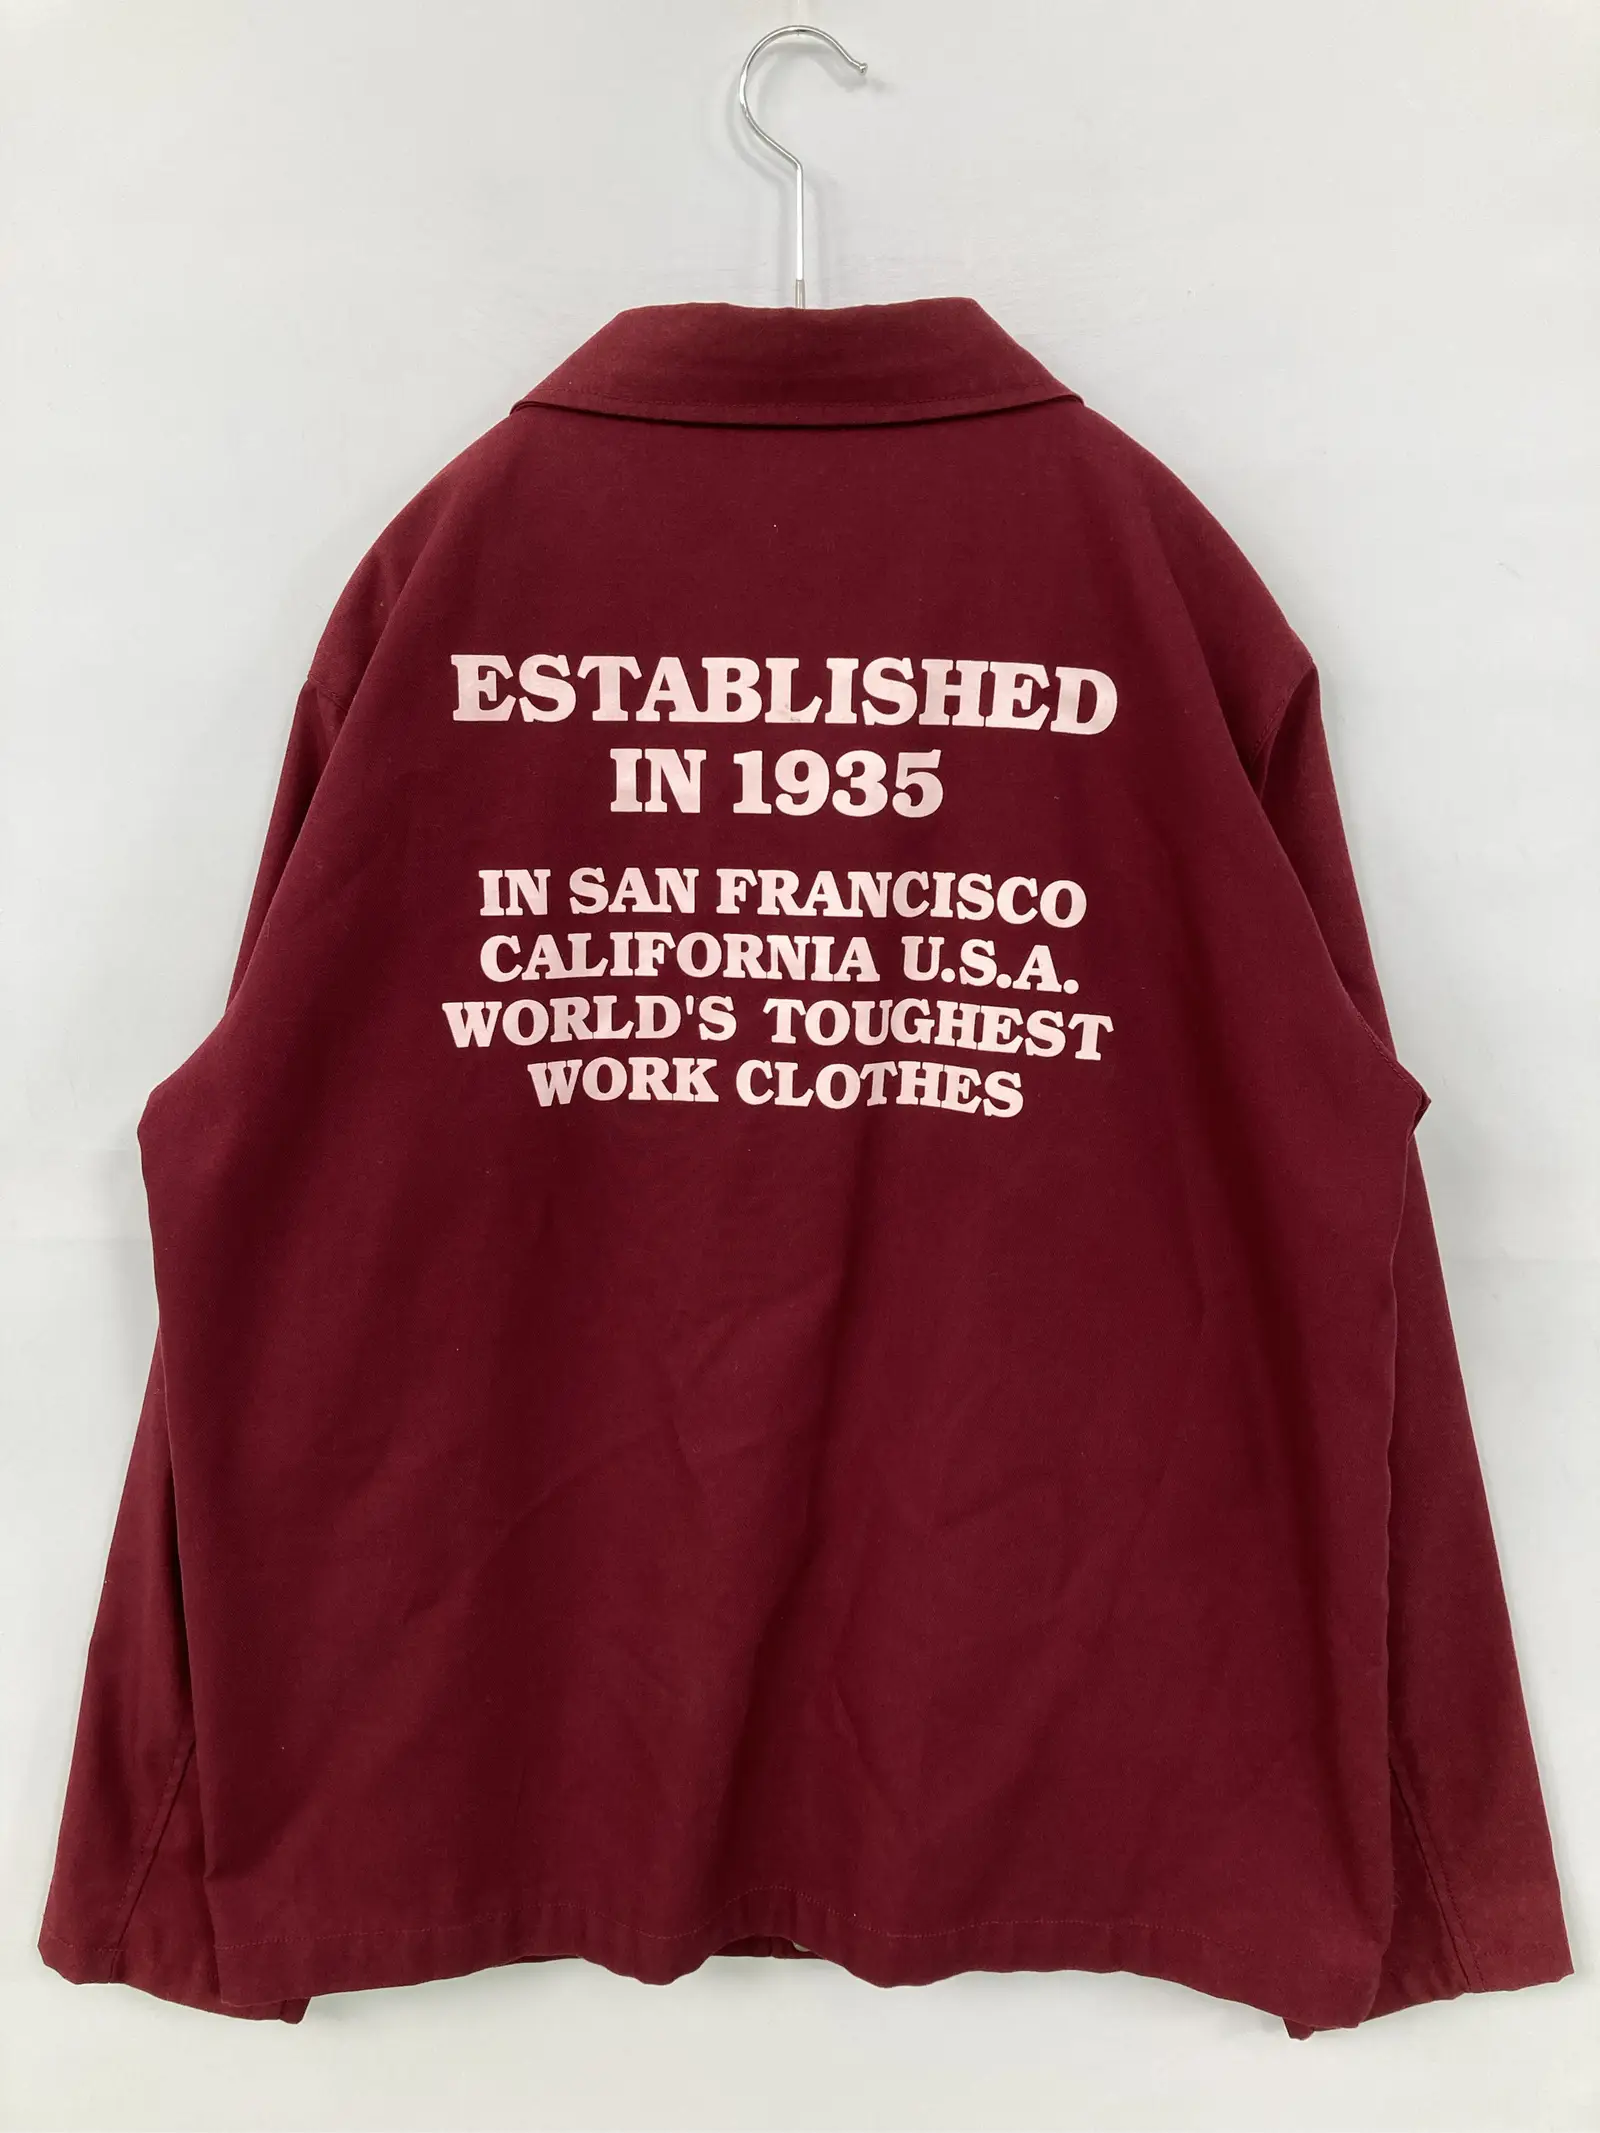 ESTABLISHED
IN 1935
IN SAN FRANCISCO
CALIFORNIA U.S.A.
WORLD'S TOUGHEST
WORK CLOTHES